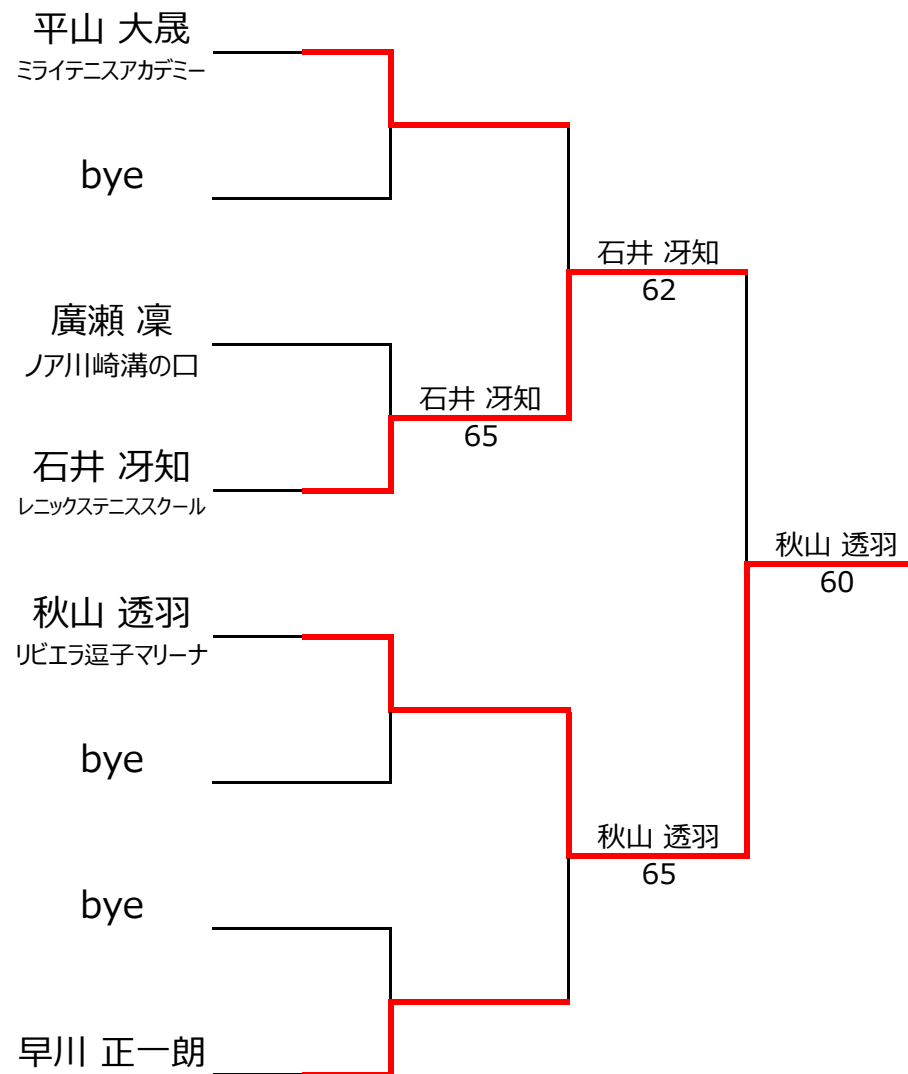 平山 大晟
ミライテニスアカデミー
bye
廣瀬 凜
ノア川崎溝の口
石井 冴知
レニックステニススクール
秋山 透羽
リビエラ逗子マリーナ
bye
bye
早川 正一朗
石井 冴知
65
石井 冴知
62
秋山 透羽
65
秋山 透羽
60